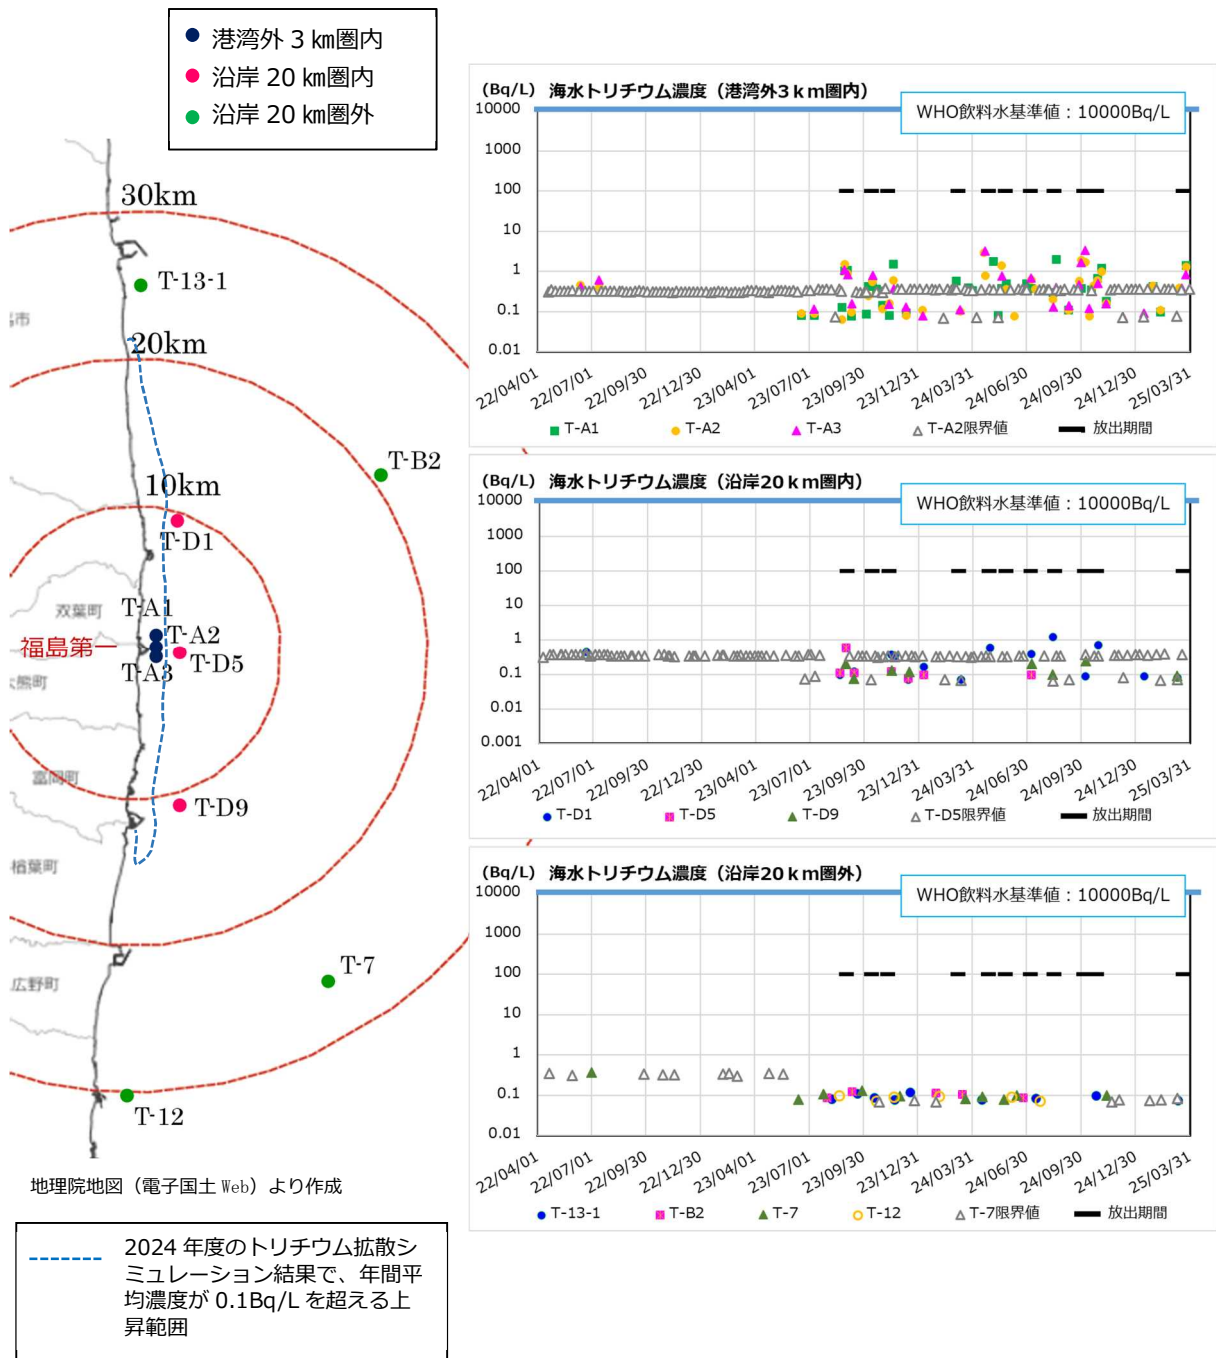 港湾外 3 ㎞圏内
沿岸 20 ㎞圏内
沿岸 20 ㎞圏外
30km
T-13-1
20km
T-B2
10km
T-D1
双葉町
T-A1
T-A2
福島第一
T-A3
T-D5
大熊町
富岡町
T-D9
楢葉町
T-7
広野町
T-12
地理院地図（電子国土 Web）より作成
2024 年度のトリチウム拡散シ
ミュレーション結果で、年間平
均濃度が 0.1Bq/L を超える上
昇範囲
(Bq/L) 海水トリチウム濃度（港湾外3ｋｍ圏内）
WHO飲料水基準値：10000Bq/L
10000
1000
100
10
1
0.1
0.01
22/04/01 22/07/01 22/09/30 22/12/30 23/04/01 23/07/01 23/09/30 23/12/31 24/03/31 24/06/30 24/09/30 24/12/30 25/03/31
T-A1 T-A2 T-A3 T-A2限界値 放出期間
(Bq/L) 海水トリチウム濃度（沿岸20ｋｍ圏内）
WHO飲料水基準値：10000Bq/L
10000
1000
100
10
1
0.1
0.01
0.001
22/04/01 22/07/01 22/09/30 22/12/30 23/04/01 23/07/01 23/09/30 23/12/31 24/03/31 24/06/30 24/09/30 24/12/30 25/03/31
T-D1 T-D5 T-D9 T-D5限界値 放出期間
(Bq/L) 海水トリチウム濃度（沿岸20ｋｍ圏外）
WHO飲料水基準値：10000Bq/L
10000
1000
100
10
1
0.1
0.01
22/04/01 22/07/01 22/09/30 22/12/30 23/04/01 23/07/01 23/09/30 23/12/31 24/03/31 24/06/30 24/09/30 24/12/30 25/03/31
T-13-1 T-B2 T-7 T-12 T-7限界値 放出期間